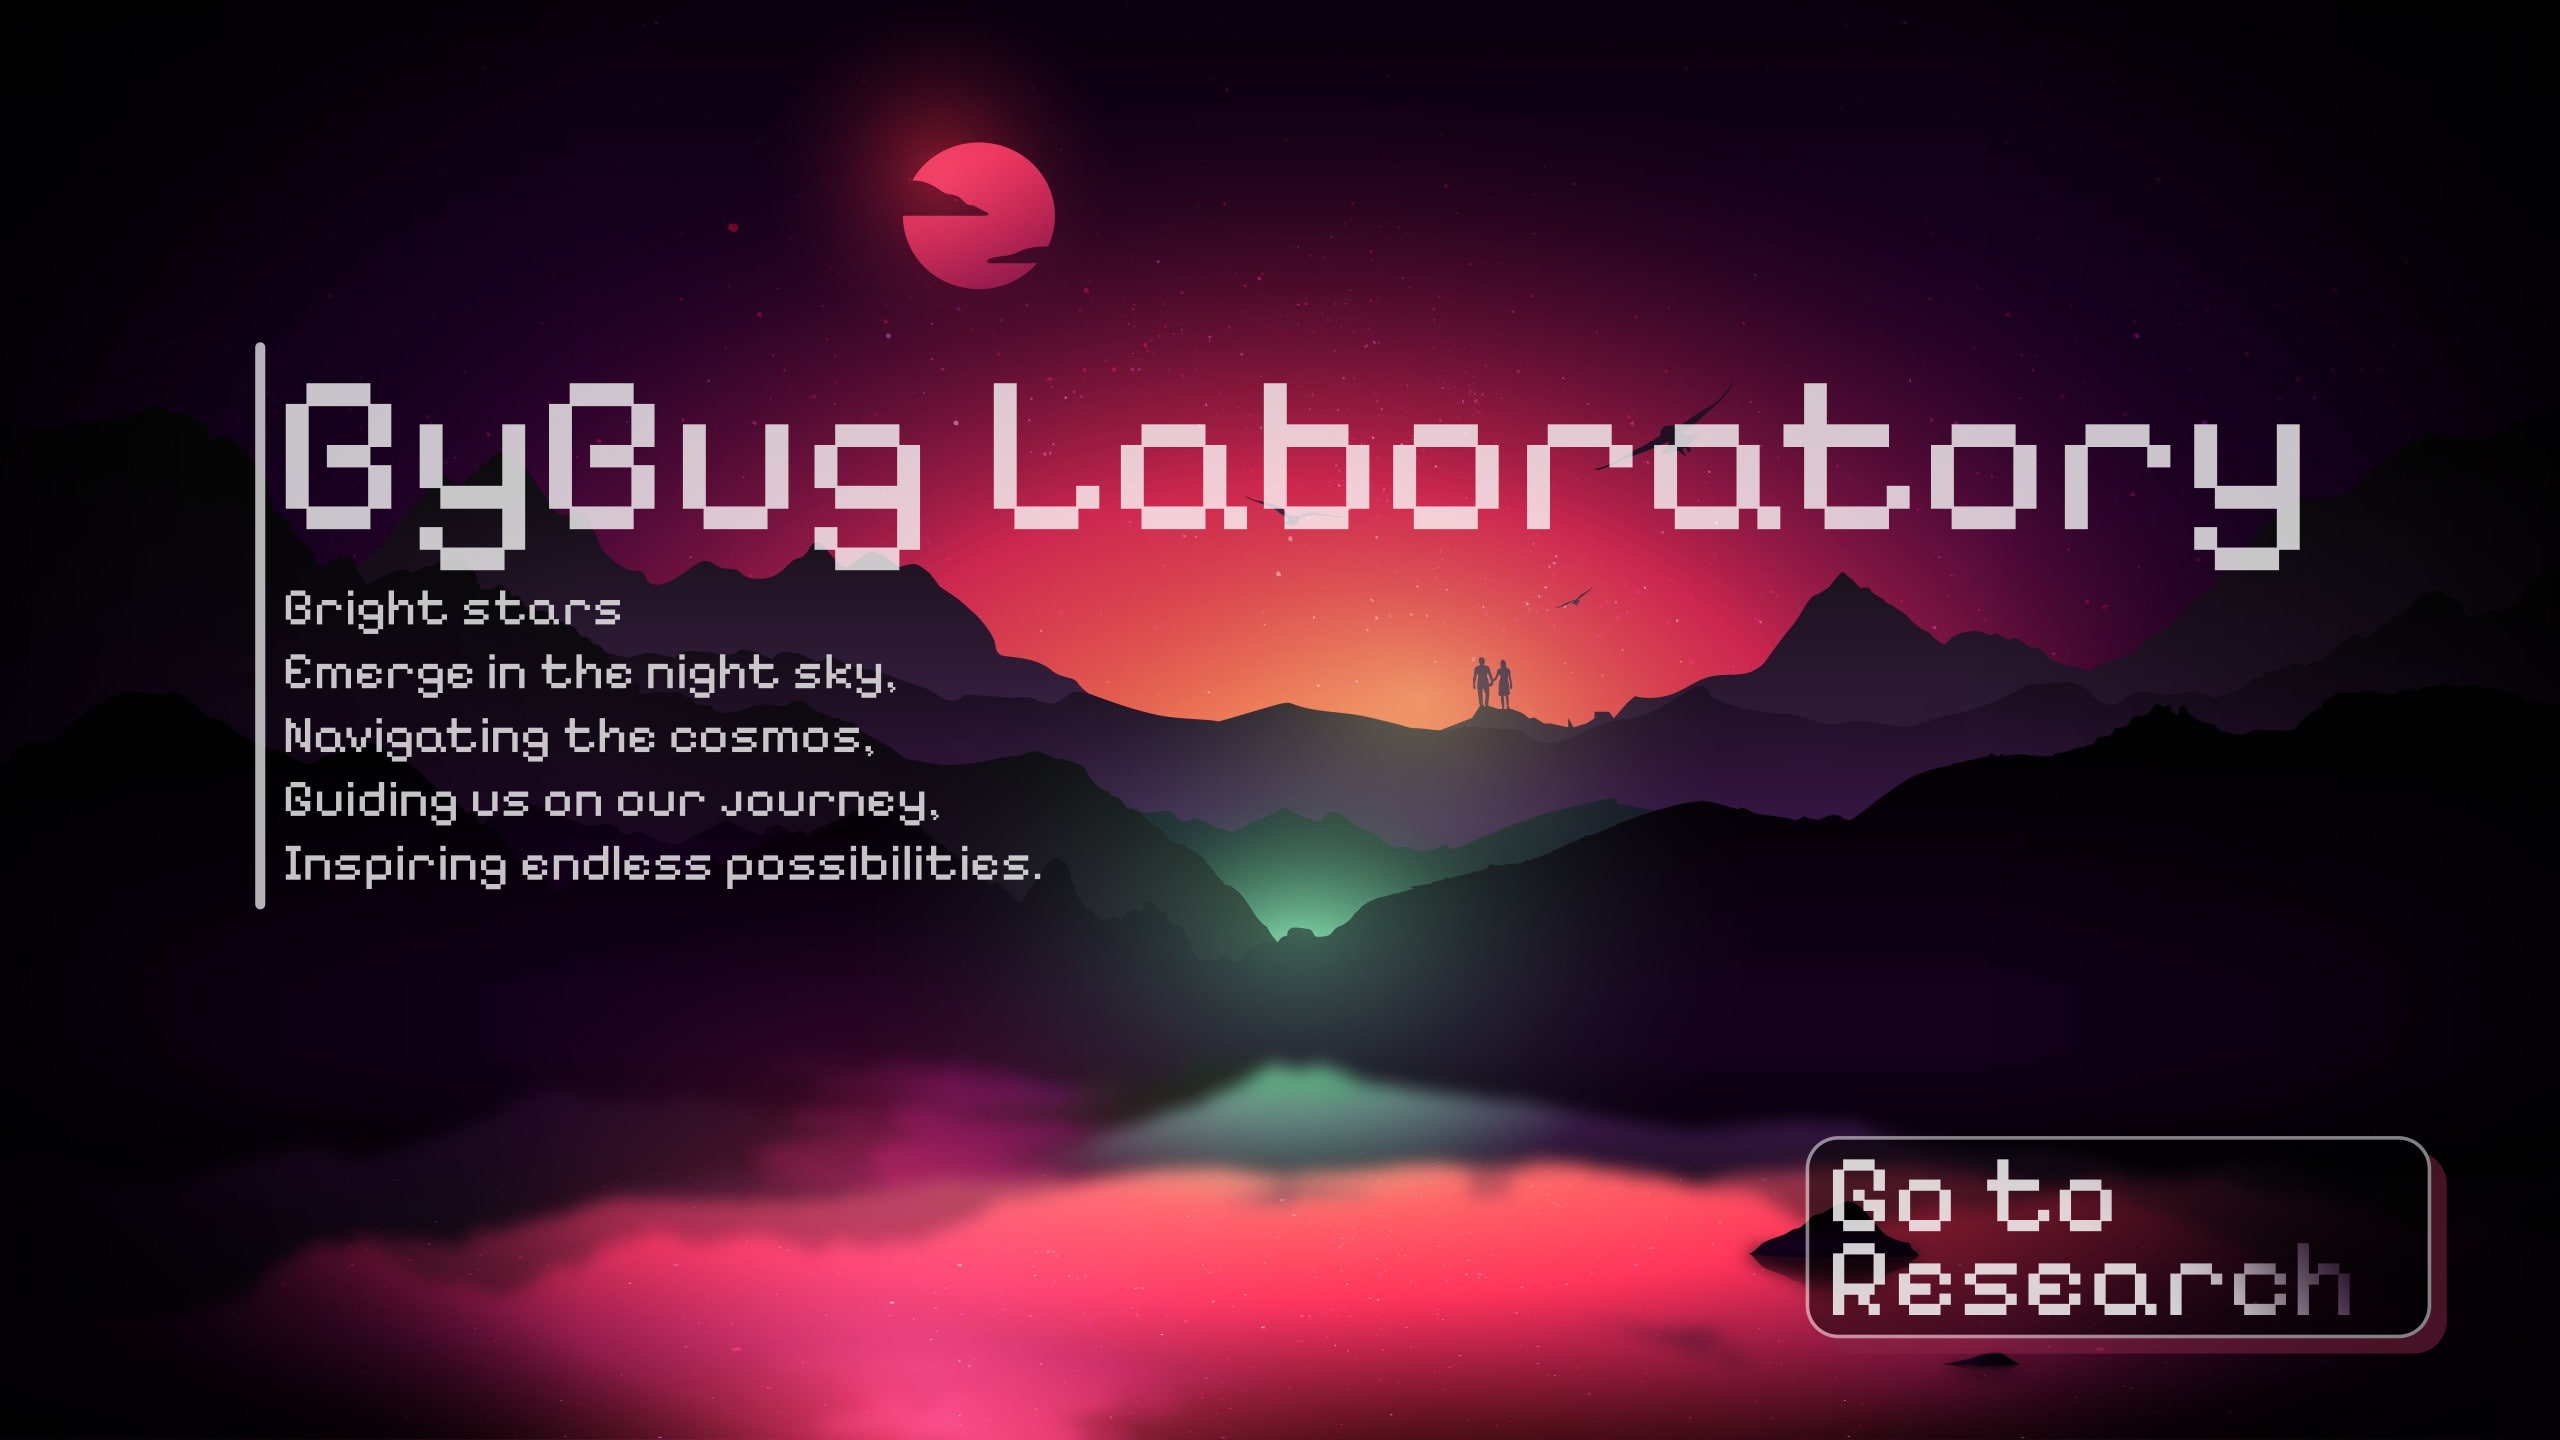 ByBug Laboratory
Bright stars
Emerge in the night sky,
Navigating the cosmos,
Guiding us on our journey,
Inspiring endless possibilities.
Go to
Research